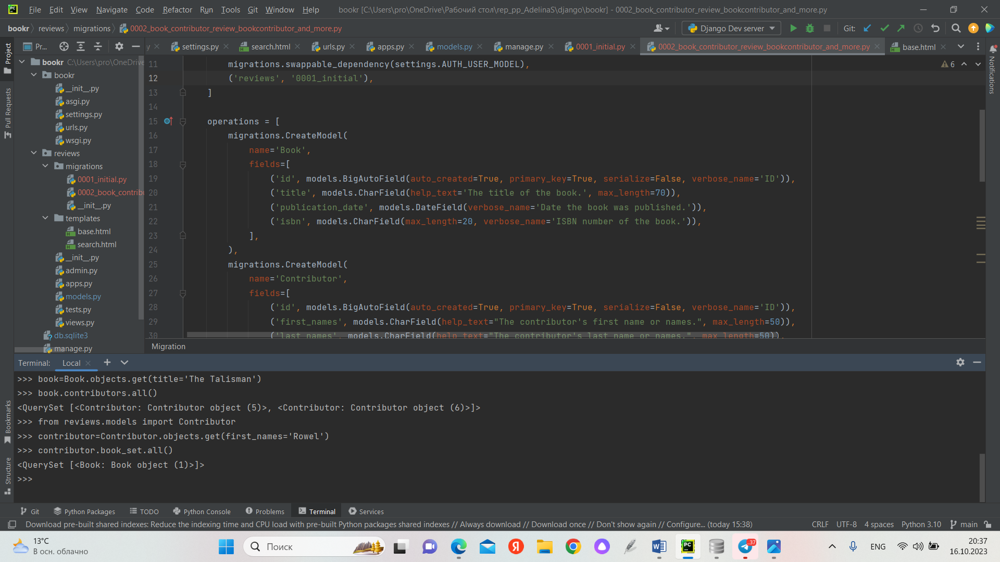 File Edit View Navigate Code Refactor Run Tools Git Window Help bookr [C:\Users\pro\OneDrive\Рабочий стол\rep_pp_AdelinaS\django\bookr] - 0002_book_contributor_review_bookcontributor_and_more.py
bookr reviews migrations 0002_book_contributor_review_bookcontributor_and_more.py Django Dev server Git:
Pr... y settings.py search.html urls.py apps.py models.py manage.py 0001_initial.py 0002_book_contributor_review_bookcontributor_and_more.py base.html
Project
Pull Requests
Bookmarks
Structure
Notifications
bookr C:\Users\pro\OneDrive
bookr
__init__.py
asgi.py
settings.py
urls.py
wsgi.py
reviews
migrations
0001_initial.py
0002_book_contribu
__init__.py
templates
base.html
search.html
__init__.py
admin.py
apps.py
models.py
tests.py
views.py
db.sqlite3
manage.py
6
11 migrations.swappable_dependency(settings.AUTH_USER_MODEL),
12 ('reviews', '0001_initial'),
13 ]
14
15 operations = [
16 migrations.CreateModel(
17 name='Book',
18 fields=[
19 ('id', models.BigAutoField(auto_created=True, primary_key=True, serialize=False, verbose_name='ID')),
20 ('title', models.CharField(help_text='The title of the book.', max_length=70)),
21 ('publication_date', models.DateField(verbose_name='Date the book was published.')),
22 ('isbn', models.CharField(max_length=20, verbose_name='ISBN number of the book.')),
23 ],
24 ),
25 migrations.CreateModel(
26 name='Contributor',
27 fields=[
28 ('id', models.BigAutoField(auto_created=True, primary_key=True, serialize=False, verbose_name='ID')),
29 ('first_names', models.CharField(help_text="The contributor's first name or names.", max_length=50)),
30 ('last_names', models.CharField(help_text="The contributor's last name or names.", max_length=50)),
Migration
Terminal: Local
>>> book=Book.objects.get(title='The Talisman')
>>> book.contributors.all()
<QuerySet [<Contributor: Contributor object (5)>, <Contributor: Contributor object (6)>]>
>>> from reviews.models import Contributor
>>> contributor=Contributor.objects.get(first_names='Rowel')
>>> contributor.book_set.all()
<QuerySet [<Book: Book object (1)>]>
>>>
Git Python Packages TODO Python Console Problems Terminal Services
Download pre-built shared indexes: Reduce the indexing time and CPU load with pre-built Python packages shared indexes // Always download // Download once // Don't show again // Configure... (today 15:38) CRLF UTF-8 4 spaces Python 3.10 main
13°C
В осн. облачно
Поиск
ENG
20:37
16.10.2023